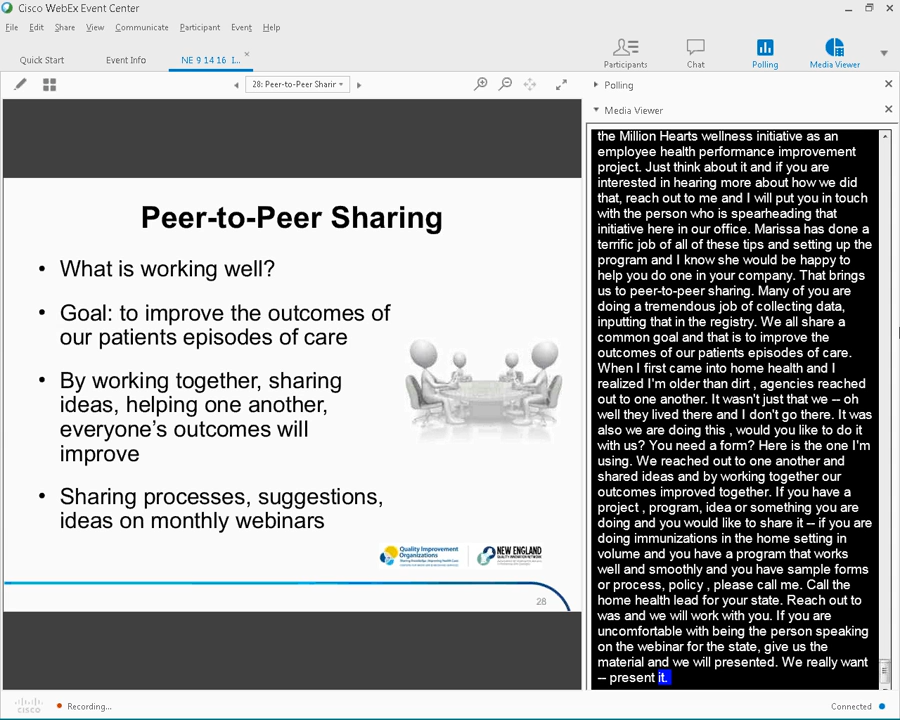 Cisco WebEx Event Center
File Edit Share View Communicate Participant Event Help
Quick Start Event Info NE 9 14 16 I...
Participants Chat Polling Media Viewer
28: Peer-to-Peer Sharir
Polling
Media Viewer
Peer-to-Peer Sharing
• What is working well?
• Goal: to improve the outcomes of
our patients episodes of care
• By working together, sharing
ideas, helping one another,
everyone's outcomes will
improve
• Sharing processes, suggestions,
ideas on monthly webinars
Quality Improvement
Organizations
NEW ENGLAND
28
the Million Hearts wellness initiative as an
employee health performance improvement
project. Just think about it and if you are
interested in hearing more about how we did
that, reach out to me and I will put you in touch
with the person who is spearheading that
initiative here in our office. Marissa has done a
terrific job of all of these tips and setting up the
program and I know she would be happy to
help you do one in your company. That brings
us to peer-to-peer sharing. Many of you are
doing a tremendous job of collecting data,
inputting that in the registry. We all share a
common goal and that is to improve the
outcomes of our patients episodes of care.
When I first came into home health and I
realized I'm older than dirt , agencies reached
out to one another. It wasn't just that we -- oh
well they lived there and I don't go there. It was
also we are doing this , would you like to do it
with us? You need a form? Here is the one I'm
using. We reached out to one another and
shared ideas and by working together our
outcomes improved together. If you have a
project , program, idea or something you are
doing and you would like to share it -- if you are
doing immunizations in the home setting in
volume and you have a program that works
well and smoothly and you have sample forms
or process, policy , please call me. Call the
home health lead for your state. Reach out to
was and we will work with you. If you are
uncomfortable with being the person speaking
on the webinar for the state, give us the
material and we will presented. We really want
-- present it.
cisco
Recording...
Connected